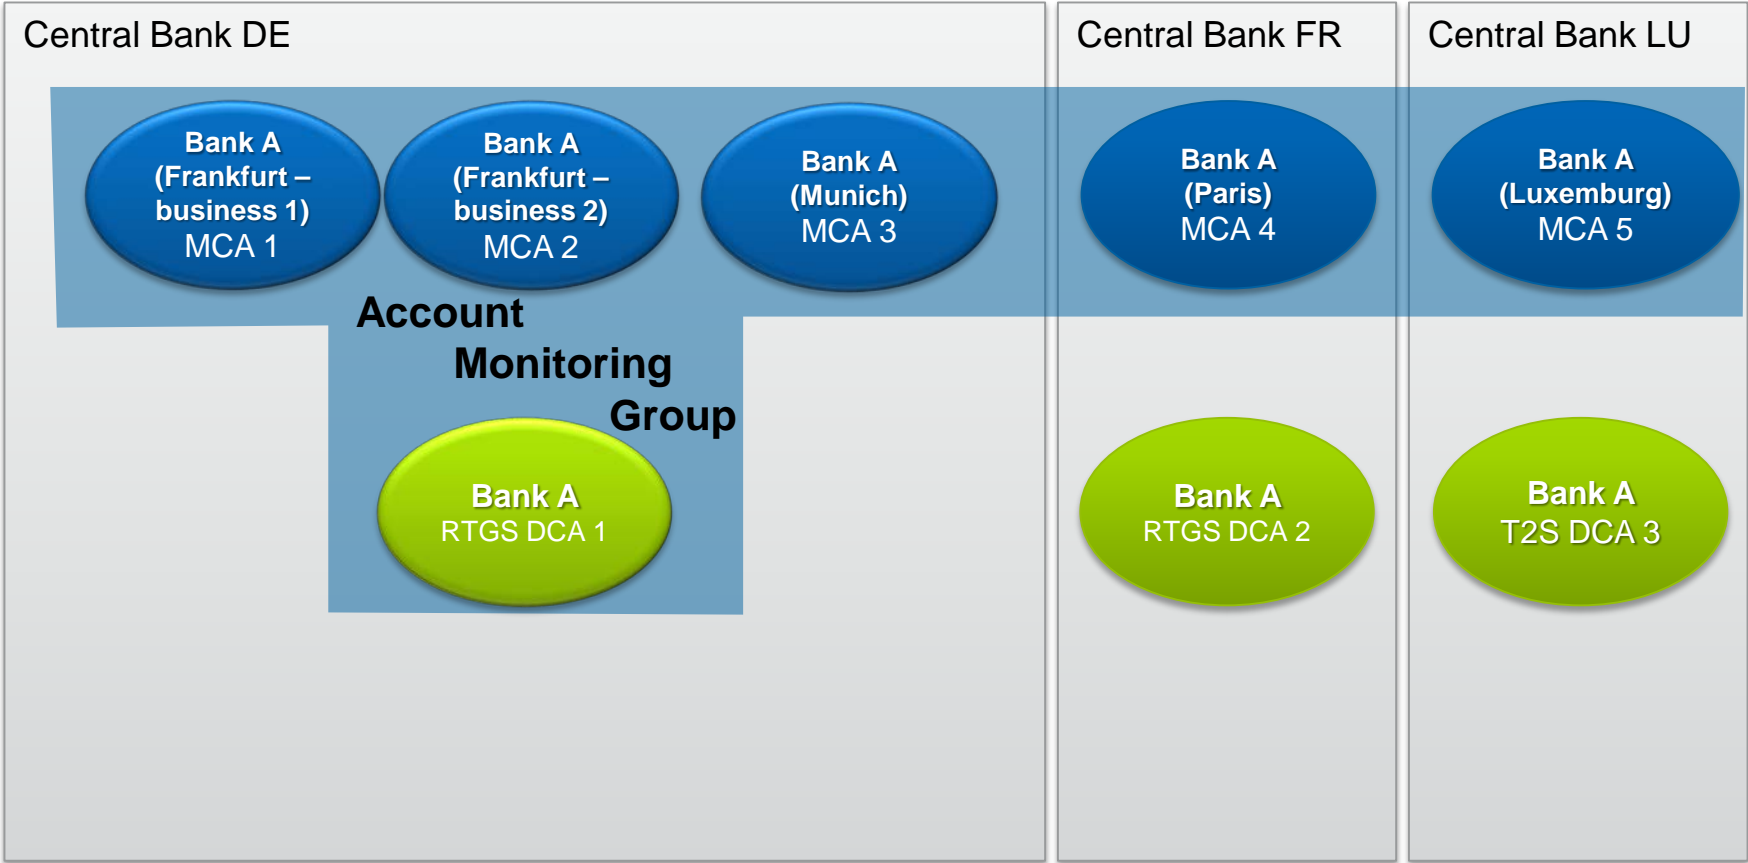 Central Bank DE
Central Bank FR
Central Bank LU
Bank A
(Frankfurt –
business 1)
MCA 1
Bank A
(Frankfurt –
business 2)
MCA 2
Bank A
(Munich)
MCA 3
Bank A
(Paris)
MCA 4
Bank A
(Luxemburg)
MCA 5
Account
Monitoring
Group
Bank A
RTGS DCA 1
Bank A
RTGS DCA 2
Bank A
T2S DCA 3